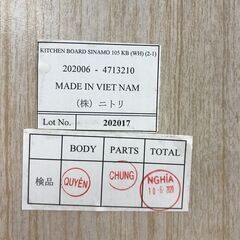 KITCHEN BOARD SINAMO 105 KB (WH) (2-1)
202006 - 4713210
MADE IN VIET NAM
(株)ニトリ
Lot No. 202017
BODY PARTS TOTAL
検品 QUYÊN CHUNG NGHĨA